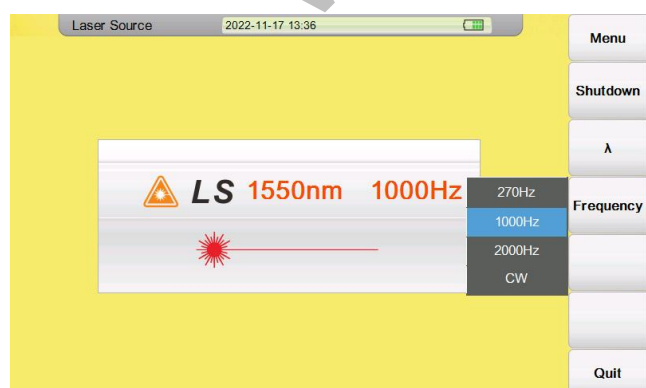 Laser Source 2022-11-17 13:36
Menu
Shutdown
λ
LS 1550nm 1000Hz
270Hz
1000Hz
2000Hz
CW
Frequency
Quit